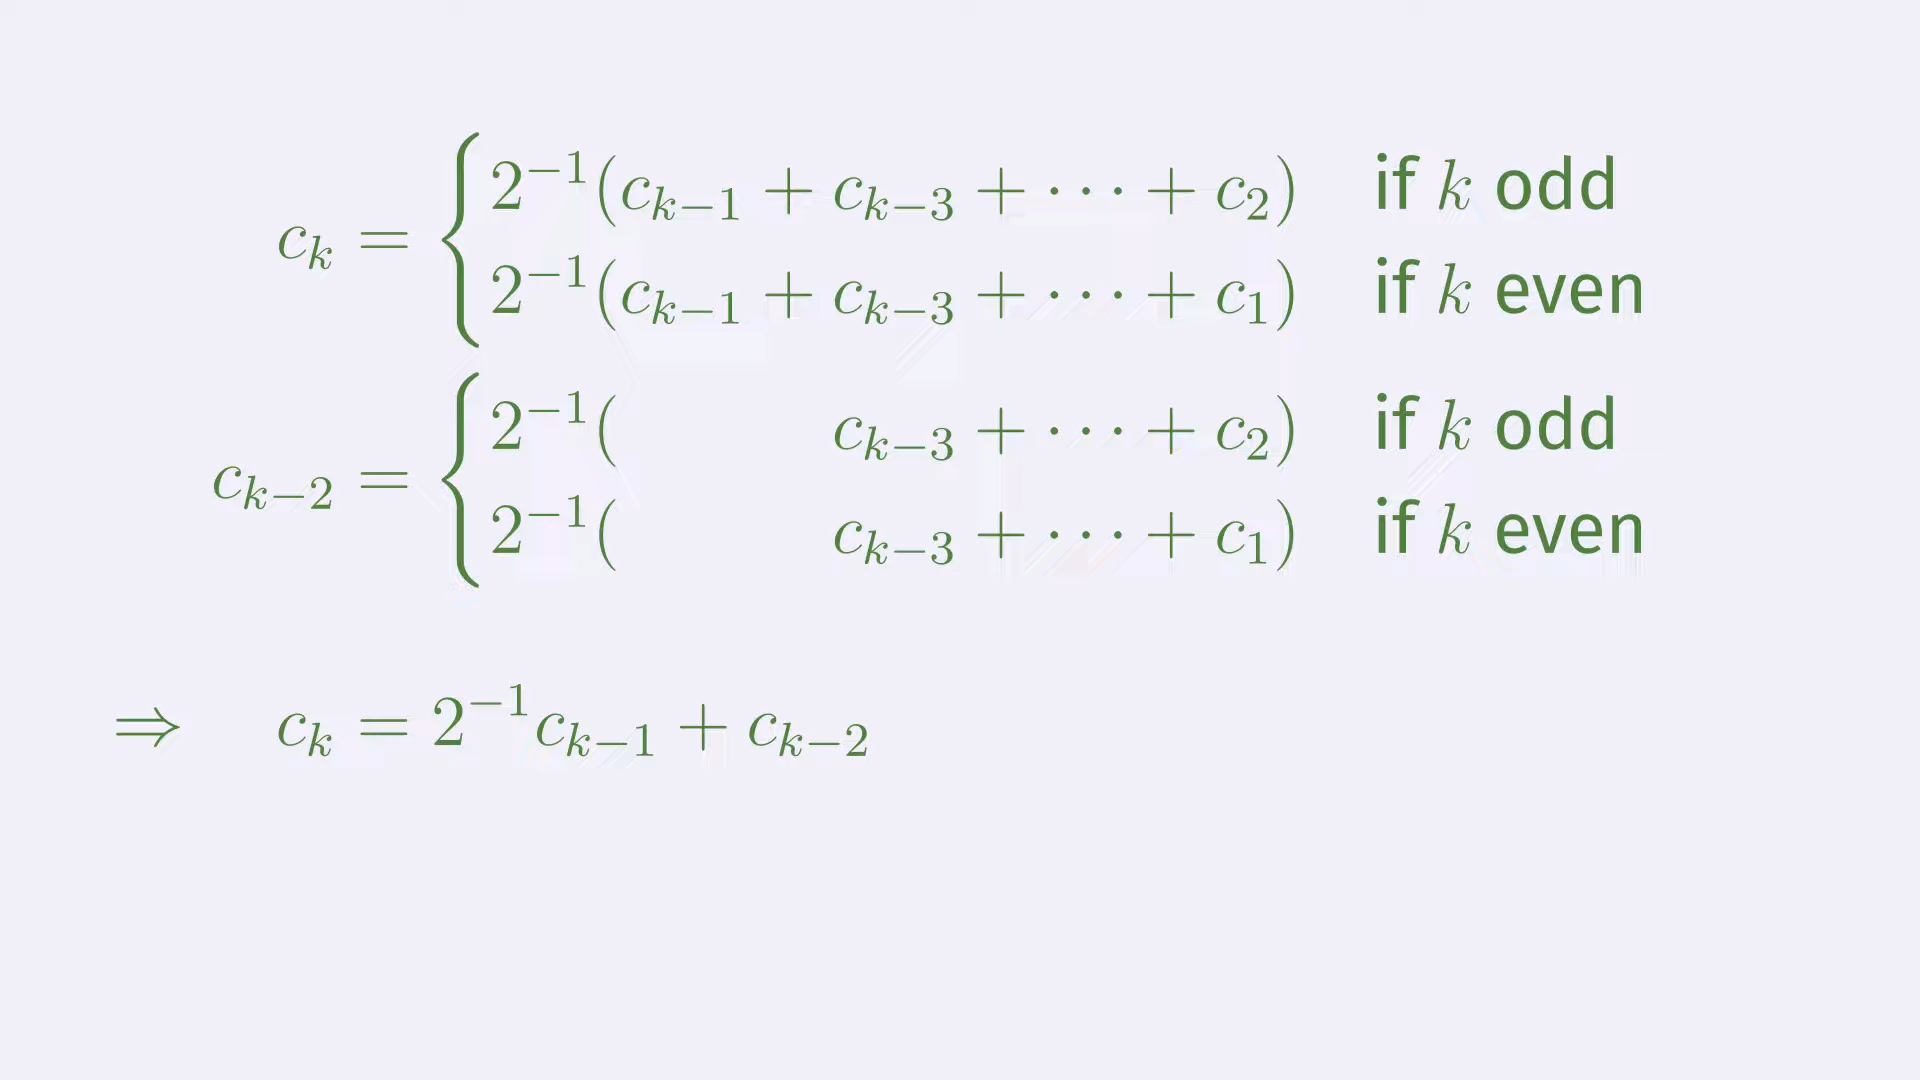 c_k = { 2^{-1}(c_{k-1} + c_{k-3} + ⋯ + c_2) if k odd
2^{-1}(c_{k-1} + c_{k-3} + ⋯ + c_1) if k even
c_{k-2} = { 2^{-1}( c_{k-3} + ⋯ + c_2) if k odd
2^{-1}( c_{k-3} + ⋯ + c_1) if k even
⇒ c_k = 2^{-1}c_{k-1} + c_{k-2}